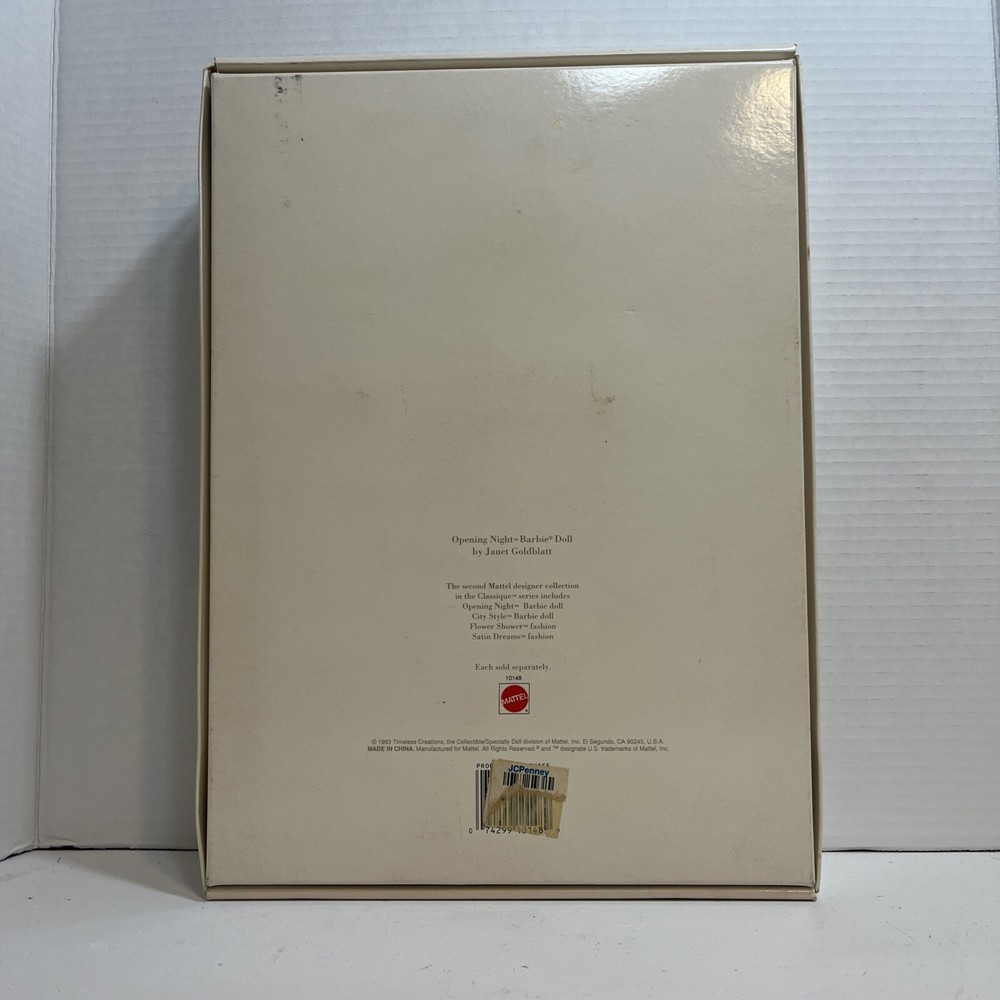 Opening Night™ Barbie® Doll
by Janet Goldblatt
The second Mattel designer collection
in the Classique™ series includes
Opening Night™ Barbie doll
City Style™ Barbie doll
Flower Shower™ fashion
Satin Dreams™ fashion
Each sold separately.
10148
MATTEL
© 1993 Timeless Creations, the Collectible/Specialty Doll division of Mattel, Inc. El Segundo, CA 90245, U.S.A.
MADE IN CHINA. Manufactured for Mattel. All Rights Reserved. ® and ™ designate U.S. trademarks of Mattel, Inc.
JCPenney
0 74299 10148